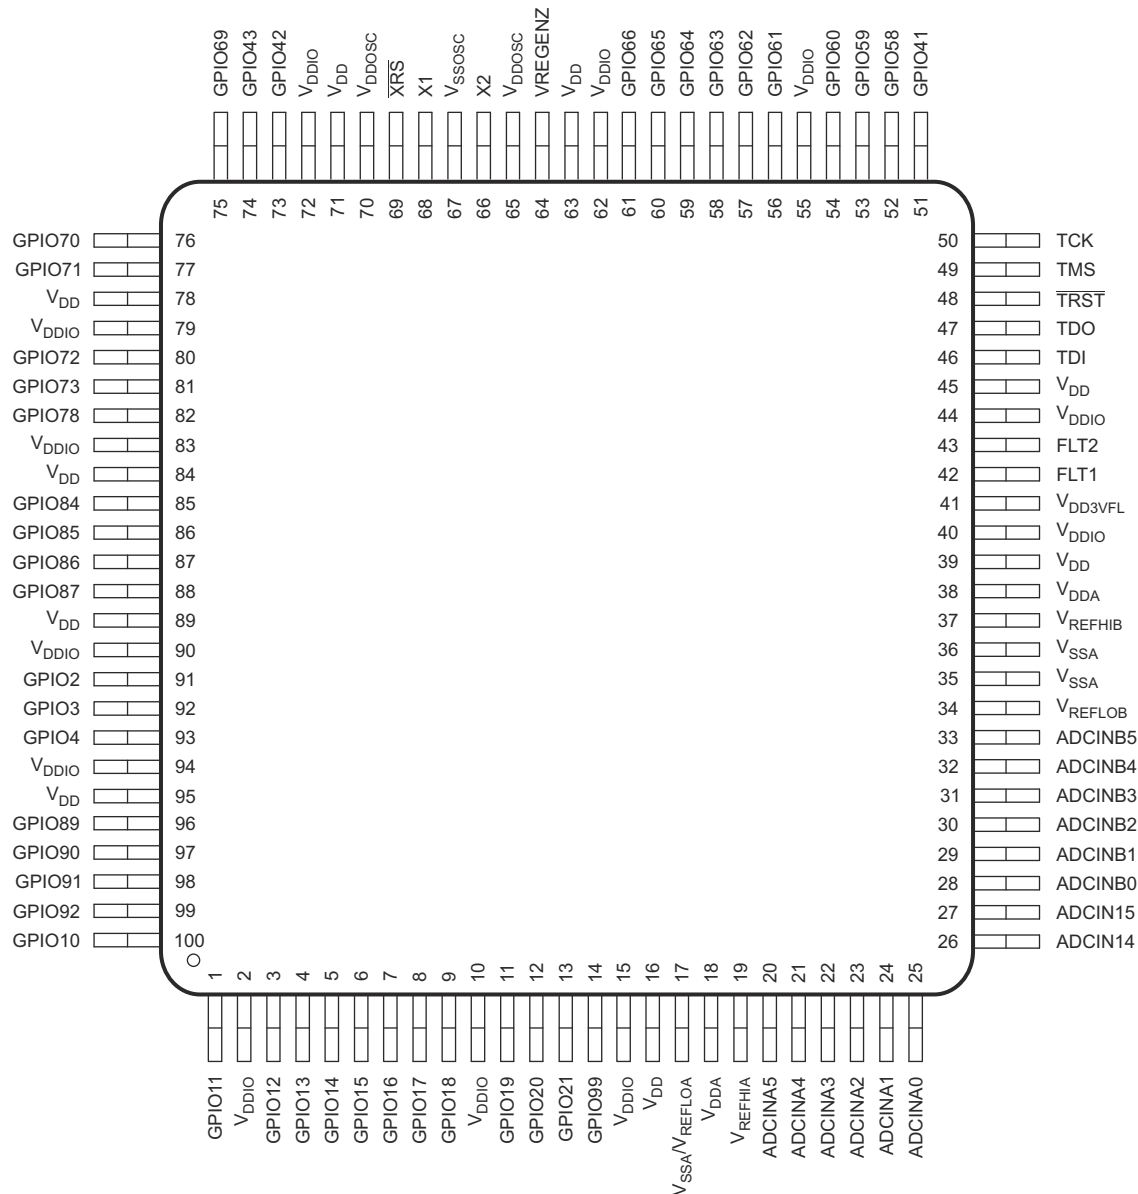 GPIO69
GPIO43
GPIO42
VDDIO
VDD
VDDOSC
XRS
X1
VSSOSC
X2
VDDOSC
VREGENZ
VDD
VDDIO
GPIO66
GPIO65
GPIO64
GPIO63
GPIO62
GPIO61
VDDIO
GPIO60
GPIO59
GPIO58
GPIO41
75
74
73
72
71
70
69
68
67
66
65
64
63
62
61
60
59
58
57
56
55
54
53
52
51
GPIO70 76
GPIO71 77
VDD 78
VDDIO 79
GPIO72 80
GPIO73 81
GPIO78 82
VDDIO 83
VDD 84
GPIO84 85
GPIO85 86
GPIO86 87
GPIO87 88
VDD 89
VDDIO 90
GPIO2 91
GPIO3 92
GPIO4 93
VDDIO 94
VDD 95
GPIO89 96
GPIO90 97
GPIO91 98
GPIO92 99
GPIO10 100
50 TCK
49 TMS
48 TRST
47 TDO
46 TDI
45 VDD
44 VDDIO
43 FLT2
42 FLT1
41 VDD3VFL
40 VDDIO
39 VDD
38 VDDA
37 VREFHIB
36 VSSA
35 VSSA
34 VREFLOB
33 ADCINB5
32 ADCINB4
31 ADCINB3
30 ADCINB2
29 ADCINB1
28 ADCINB0
27 ADCIN15
26 ADCIN14
1
2
3
4
5
6
7
8
9
10
11
12
13
14
15
16
17
18
19
20
21
22
23
24
25
GPIO11
VDDIO
GPIO12
GPIO13
GPIO14
GPIO15
GPIO16
GPIO17
GPIO18
VDDIO
GPIO19
GPIO20
GPIO21
GPIO99
VDDIO
VDD
VSSA/VREFLOA
VDDA
VREFHIA
ADCINA5
ADCINA4
ADCINA3
ADCINA2
ADCINA1
ADCINA0